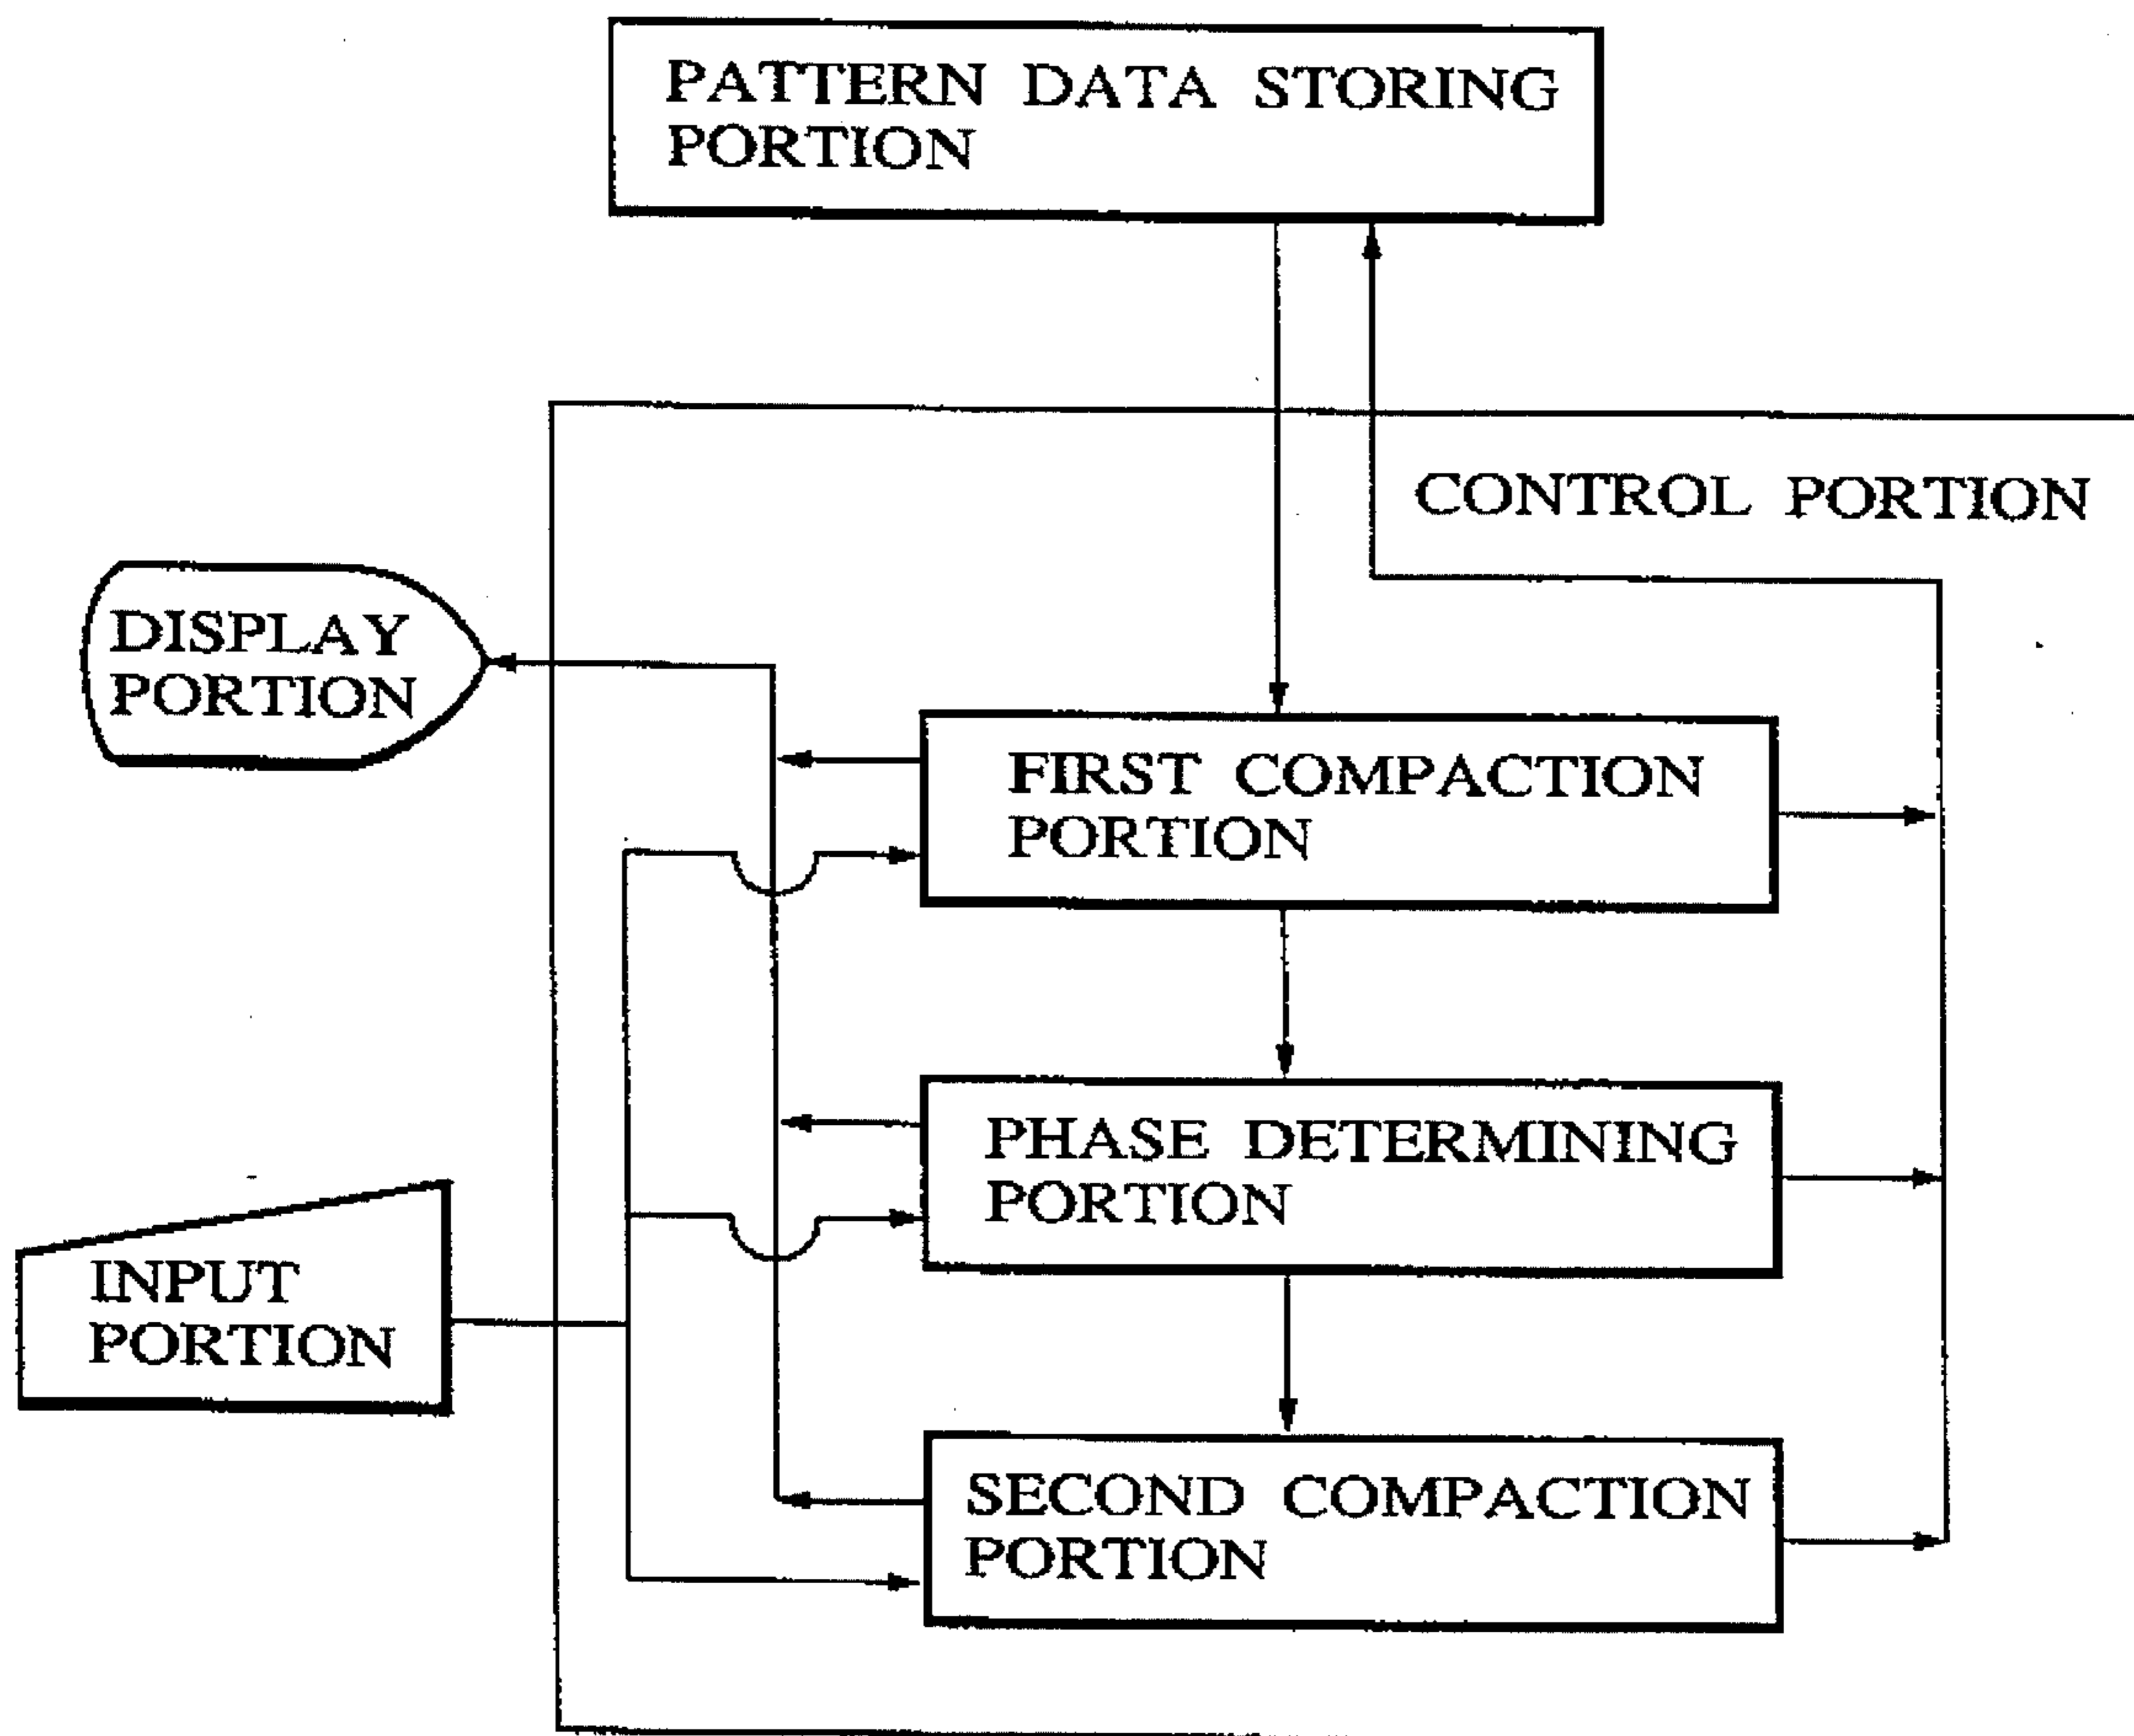 PATTERN DATA STORING
PORTION
CONTROL PORTION
DISPLAY
PORTION
FIRST COMPACTION
PORTION
PHASE DETERMINING
PORTION
INPUT
PORTION
SECOND COMPACTION
PORTION